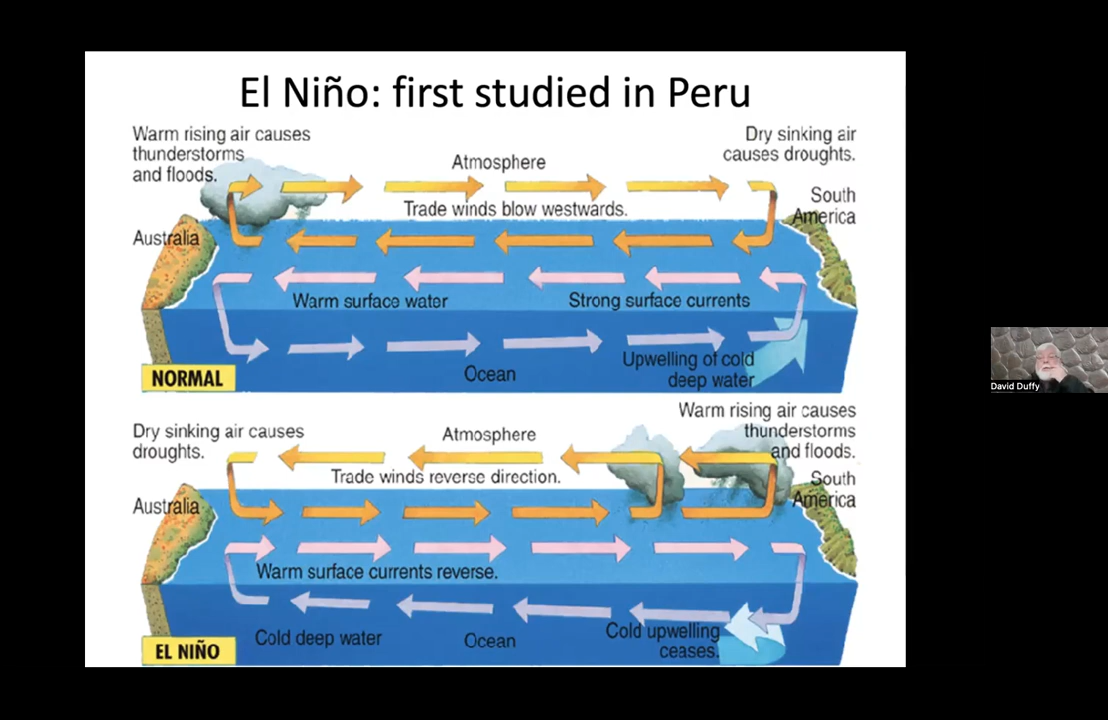 El Niño: first studied in Peru
Warm rising air causes
thunderstorms
and floods.
Atmosphere
Dry sinking air
causes droughts.
Trade winds blow westwards.
South
America
Australia
Warm surface water
Strong surface currents
Upwelling of cold
deep water
Ocean
NORMAL
Dry sinking air causes
droughts.
Atmosphere
Warm rising air causes
thunderstorms
and floods.
Trade winds reverse direction.
South
America
Australia
Warm surface currents reverse.
Cold deep water
Ocean
Cold upwelling
ceases.
EL NIÑO
David Duffy